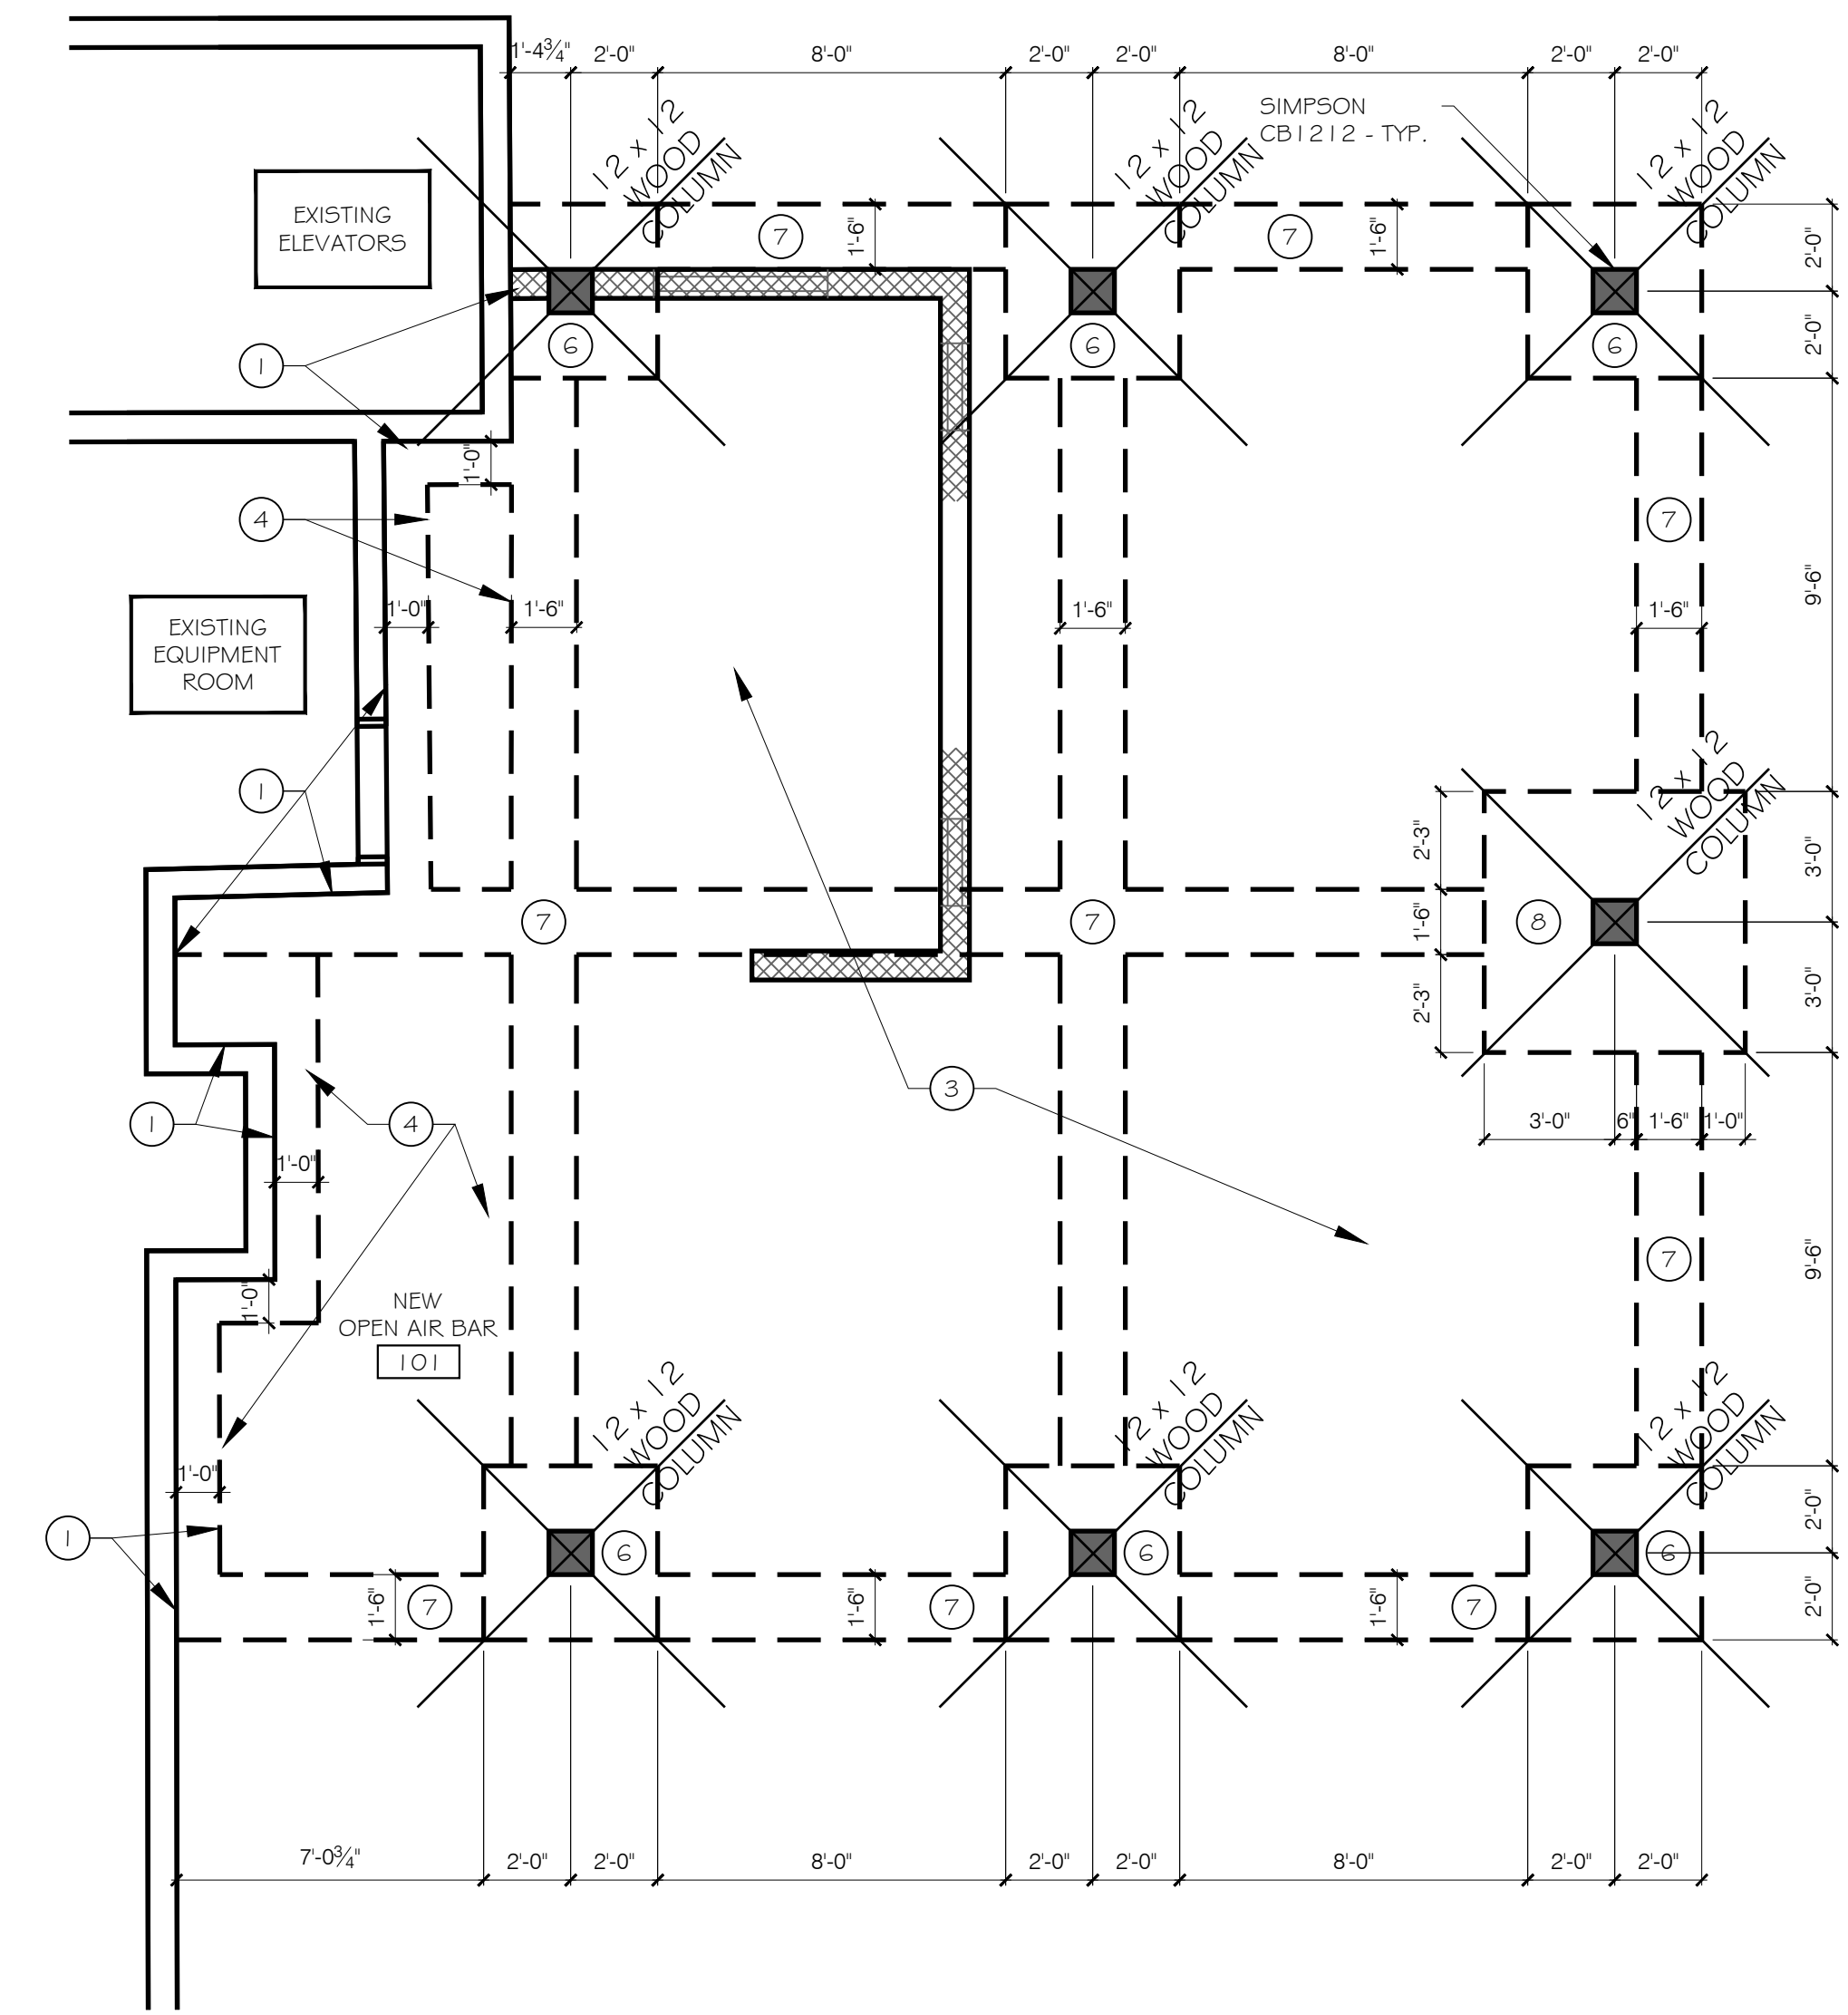 1'-4¾" 2'-0" 8'-0" 2'-0" 2'-0" 8'-0" 2'-0" 2'-0"
SIMPSON
CB1212 - TYP.
12 x 12
WOOD
COLUMN
12 x 12
WOOD
COLUMN
12 x 12
WOOD
COLUMN
EXISTING
ELEVATORS
7 1'-6" 7 1'-6" 2'-0"
6 6 6 2'-0"
1
1'-0"
4 7
1'-0" 1'-6" 1'-6" 1'-6" 9'-6"
EXISTING
EQUIPMENT
ROOM
12 x 12
WOOD
COLUMN
1
2'-3" 3'-0"
7 7 1'-6" 8
2'-3" 3'-0"
3
1 4 3'-0" 6" 1'-6" 1'-0"
1'-0"
7 9'-6"
1'-0"
NEW
OPEN AIR BAR
101
12 x 12
WOOD
COLUMN
12 x 12
WOOD
COLUMN
12 x 12
WOOD
COLUMN
1'-0" 2'-0"
1 6 6 6
7 1'-6" 1'-6" 7 1'-6" 7 2'-0"
7'-0¾" 2'-0" 2'-0" 8'-0" 2'-0" 2'-0" 8'-0" 2'-0" 2'-0"